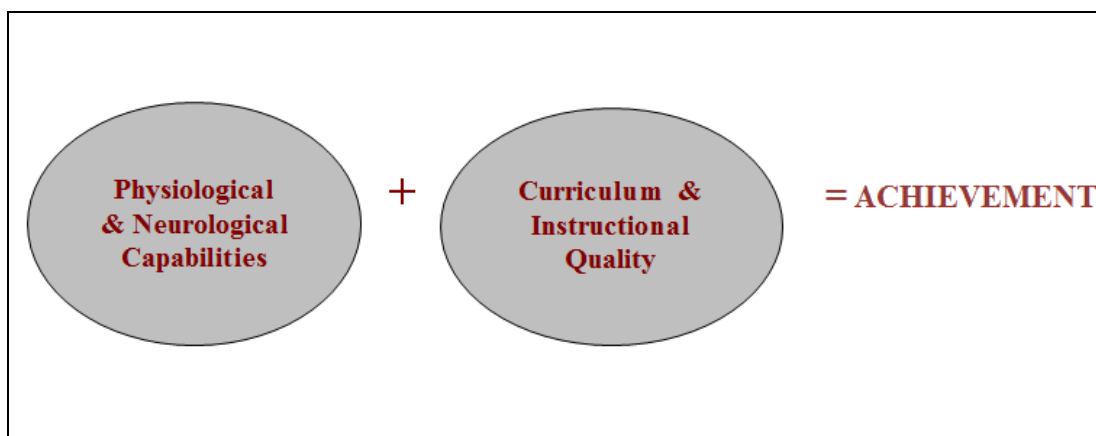 Physiological
& Neurological
Capabilities
+
Curriculum &
Instructional
Quality
= ACHIEVEMENT